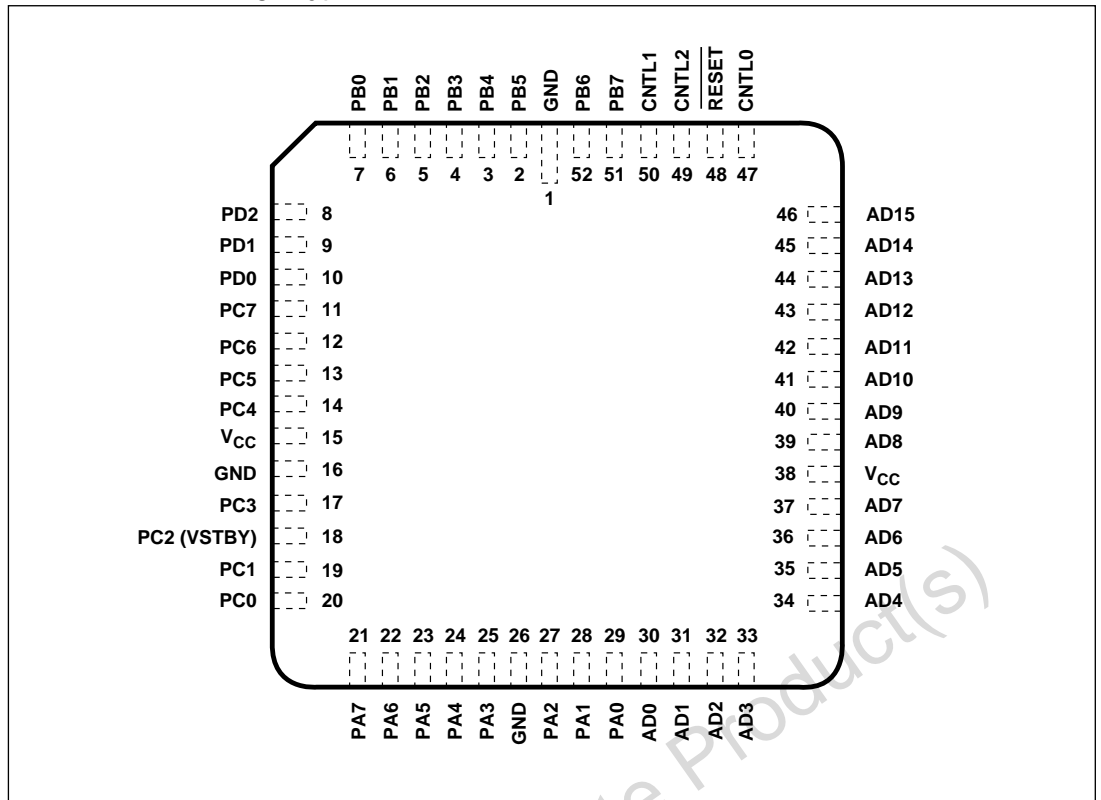 PB0 PB1 PB2 PB3 PB4 PB5 GND PB6 PB7 CNTL1 CNTL2 RESET CNTL0
7 6 5 4 3 2 1 52 51 50 49 48 47
PD2 8 46 AD15
PD1 9 45 AD14
PD0 10 44 AD13
PC7 11 43 AD12
PC6 12 42 AD11
PC5 13 41 AD10
PC4 14 40 AD9
VCC 15 39 AD8
GND 16 38 VCC
PC3 17 37 AD7
PC2 (VSTBY) 18 36 AD6
PC1 19 35 AD5
PC0 20 34 AD4
21 22 23 24 25 26 27 28 29 30 31 32 33
PA7 PA6 PA5 PA4 PA3 GND PA2 PA1 PA0 AD0 AD1 AD2 AD3
Product(s)